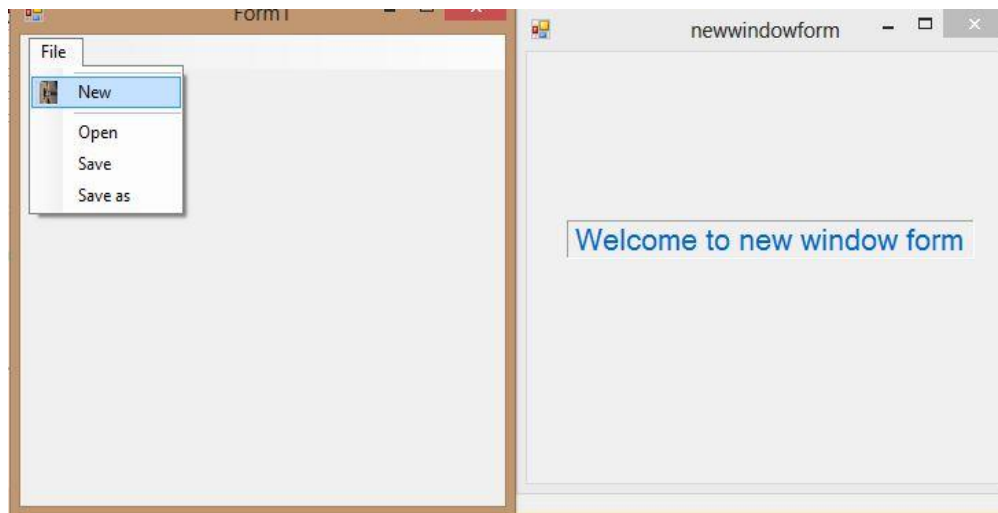 Form1
File
New
Open
Save
Save as
newwindowform
Welcome to new window form